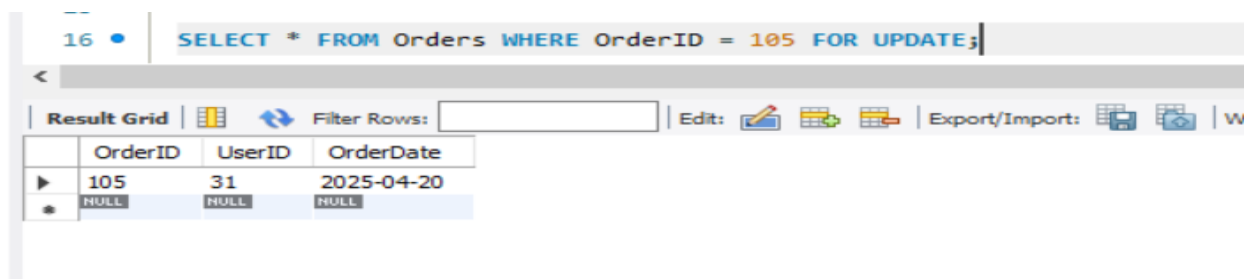 16 SELECT * FROM Orders WHERE OrderID = 105 FOR UPDATE;
Result Grid Filter Rows: Edit: Export/Import:
OrderID UserID OrderDate
105 31 2025-04-20
NULL NULL NULL